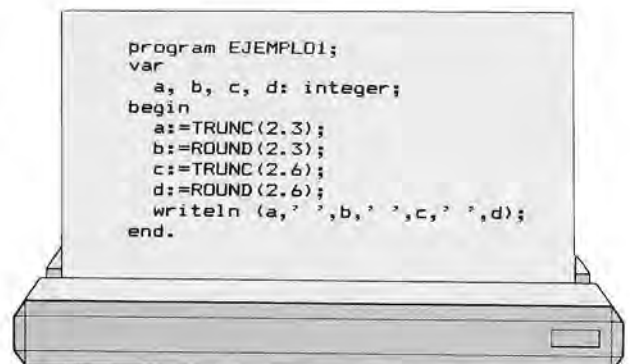 program EJEMPLO1;
var
  a, b, c, d: integer;
begin
  a:=TRUNC(2.3);
  b:=ROUND(2.3);
  c:=TRUNC(2.6);
  d:=ROUND(2.6);
  writeln (a,' ',b,' ',c,' ',d);
end.